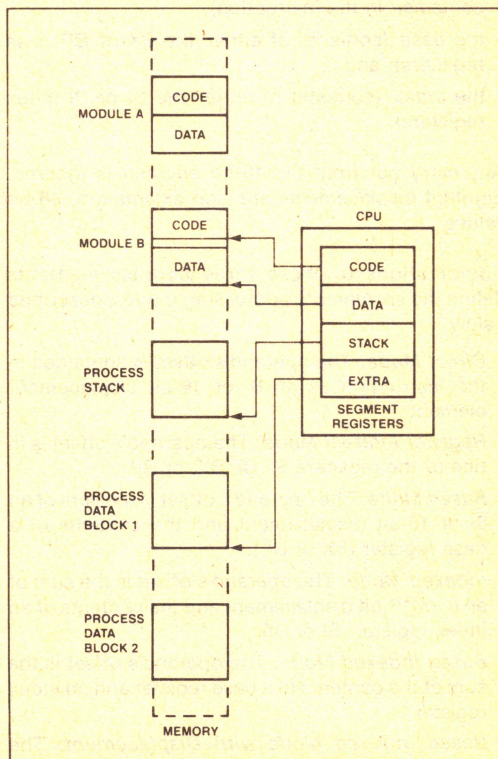 CODE
MODULE A
DATA
CODE
MODULE B
DATA
CPU
CODE
DATA
STACK
EXTRA
SEGMENT
REGISTERS
PROCESS
STACK
PROCESS
DATA
BLOCK 1
PROCESS
DATA
BLOCK 2
MEMORY